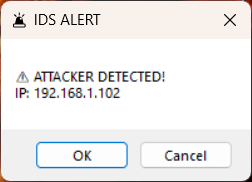 IDS ALERT
⚠ ATTACKER DETECTED!
IP: 192.168.1.102
OK
Cancel